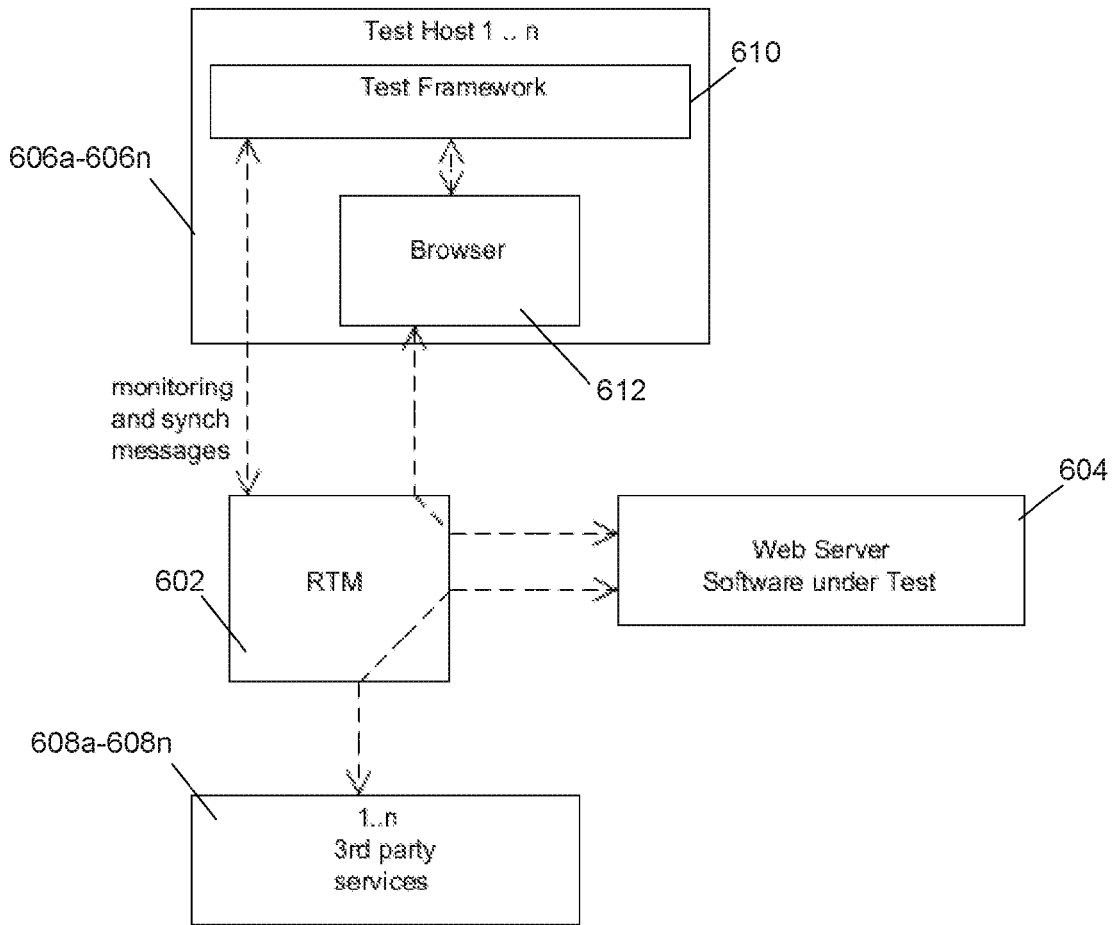 Test Host 1 .. n
610
Test Framework
606a-606n
Browser
612
monitoring
and synch
messages
604
Web Server
Software under Test
RTM
602
608a-608n
1..n
3rd party
services